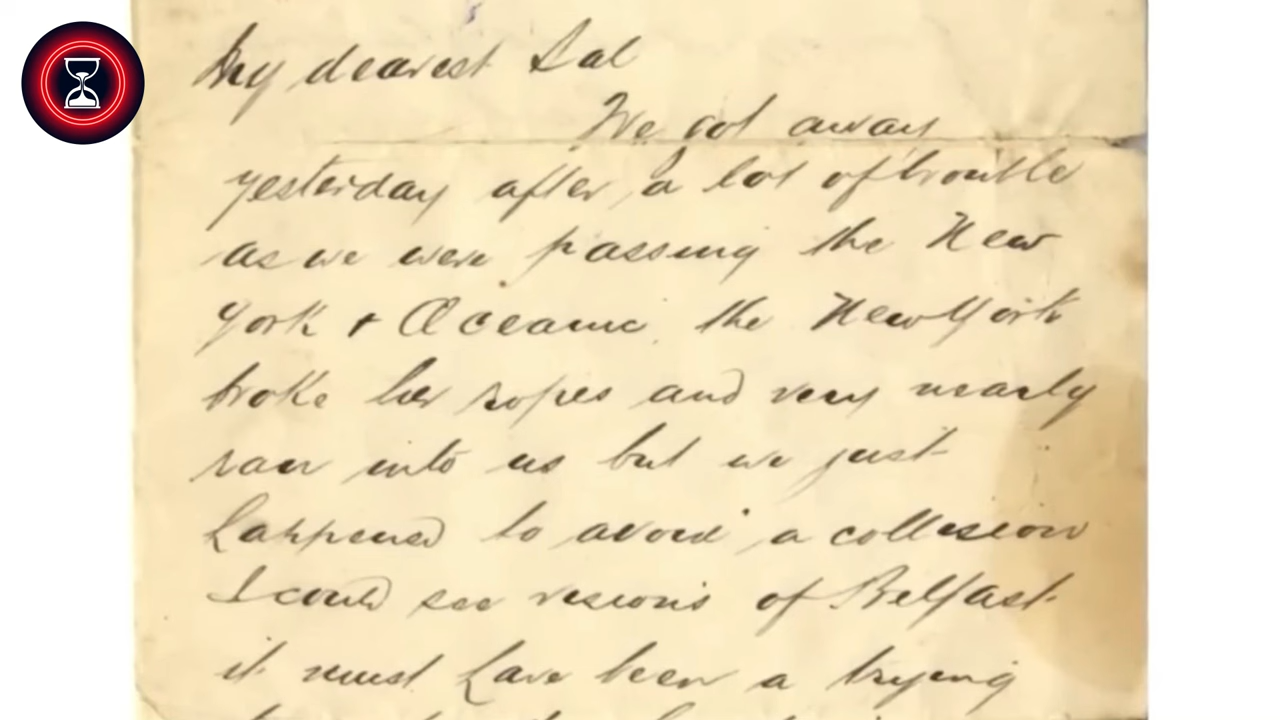 My dearest Sal
We got away
yesterday after a lot of trouble
as we were passing the New
York + Oceanic the New York
broke her ropes and very nearly
ran into us but we just
happened to avoid a collision
I could see visions of Belfast
it must have been a trying